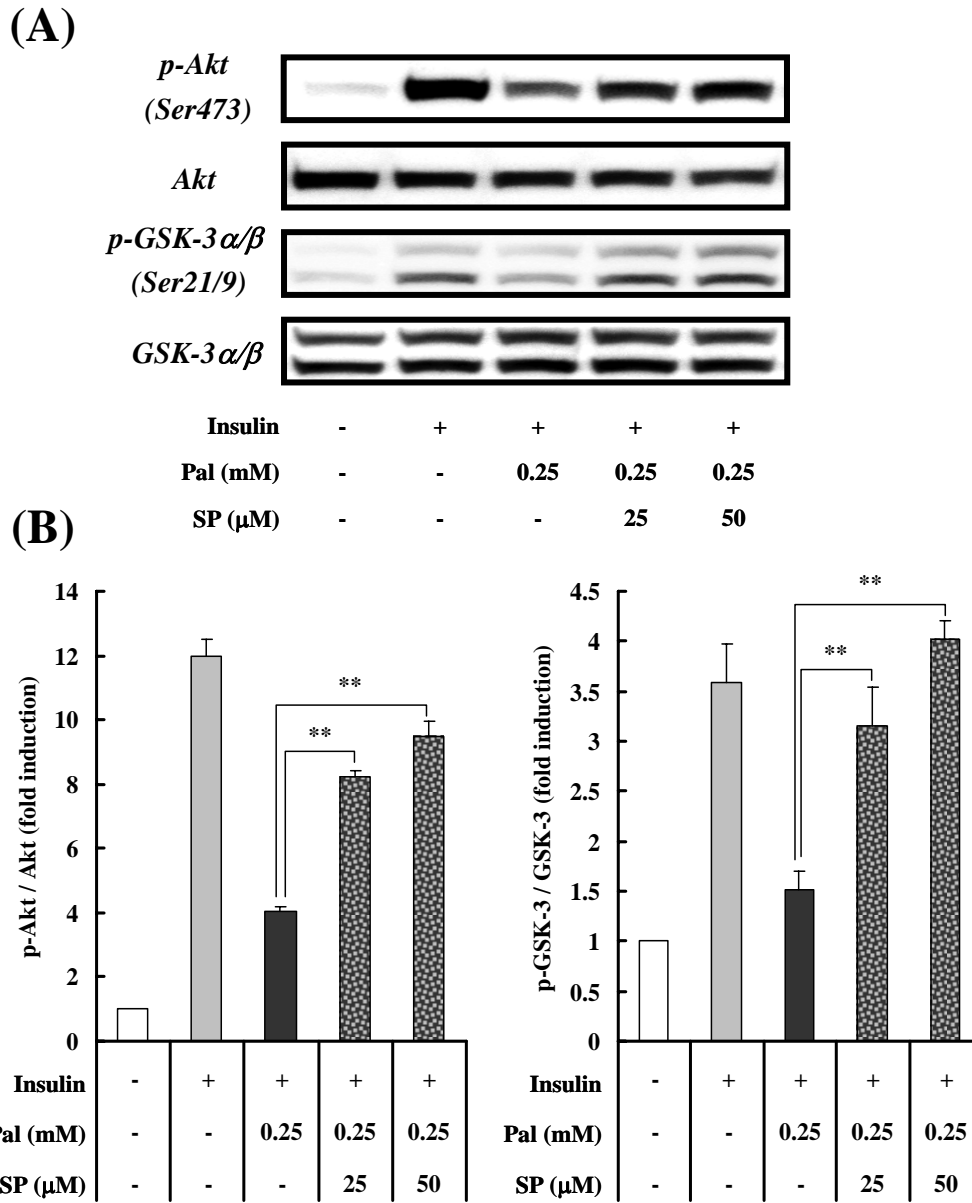 (A)
p-Akt
(Ser473)
Akt
p-GSK-3α/β
(Ser21/9)
GSK-3α/β
Insulin - + + + +
Pal (mM) - - 0.25 0.25 0.25
SP (μM) - - - 25 50
(B)
p-Akt / Akt (fold induction)
14
12
10
8
6
4
2
0
**
**
Insulin - + + + +
Pal (mM) - - 0.25 0.25 0.25
SP (μM) - - - 25 50
p-GSK-3 / GSK-3 (fold induction)
4.5
4
3.5
3
2.5
2
1.5
1
0.5
0
**
**
Insulin - + + + +
Pal (mM) - - 0.25 0.25 0.25
SP (μM) - - - 25 50